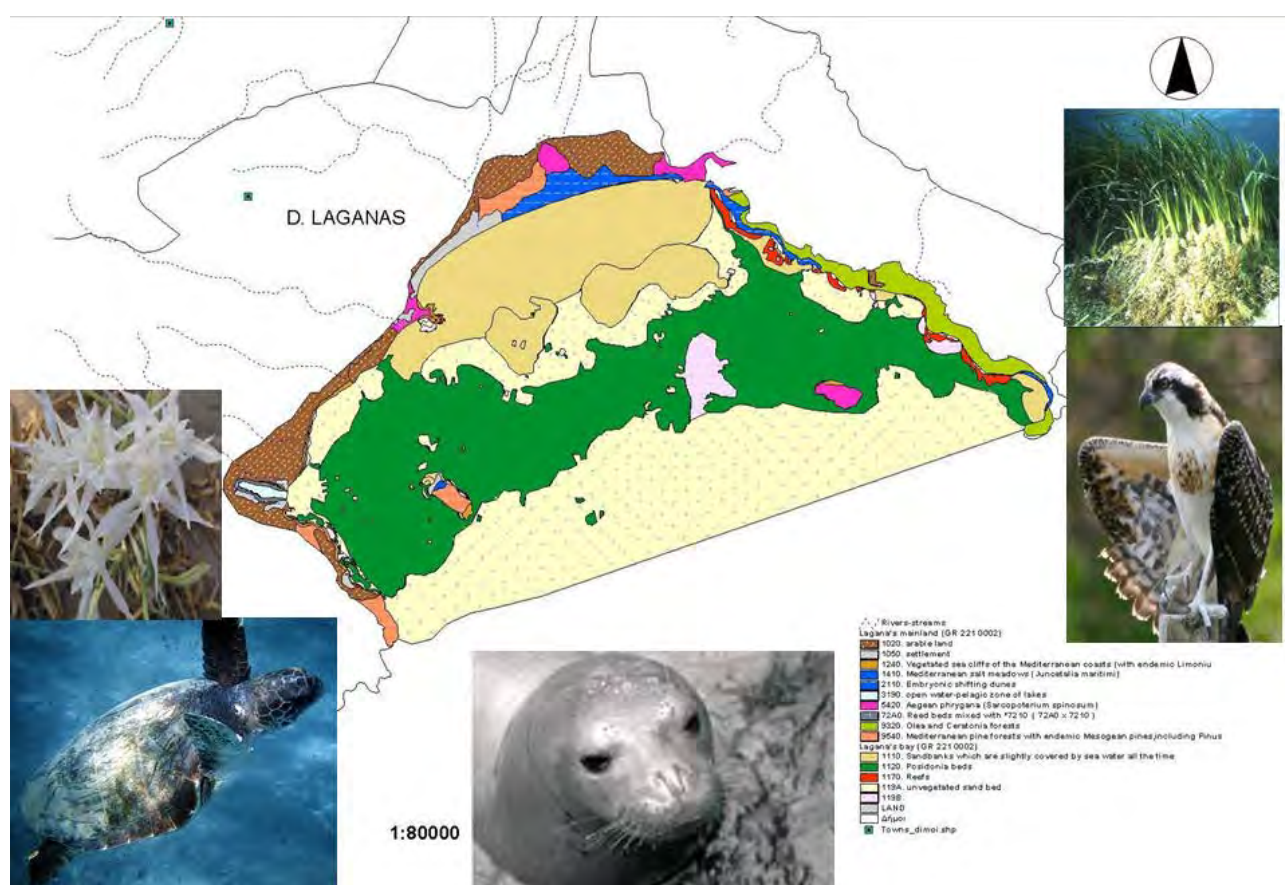 D. LAGANAS
1:80000
Rivers-streams
Lagana's mainland (GR 221 0002)
1020. arable land
1050. settlement
1240. Vegetated sea cliffs of the Mediterranean coasts (with endemic Limoniu
1410. Mediterranean salt meadows (Juncetalia maritimi)
2110. Embryonic shifting dunes
3190. open water-pelagic zone of lakes
5420. Aegean phrygana (Sarcopoterium spinosum)
72A0. Reed beds mixed with *7210 ( 72A0 x 7210 )
9320. Olea and Ceratonia forests
9540. Mediterranean pine forests with endemic Mesogean pines,including Pinus
Lagana's bay (GR 221 0002)
1110. Sandbanks which are slightly covered by sea water all the time
1120. Posidonia beds
1170. Reefs
119A. unvegetated sand bed.
119B.
LAND
Δήμοι
Towns_dimoi.shp